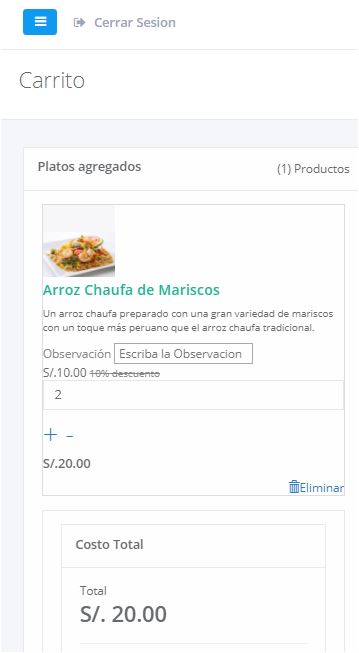 Cerrar Sesion
Carrito
Platos agregados
(1) Productos
Arroz Chaufa de Mariscos
Un arroz chaufa preparado con una gran variedad de mariscos
con un toque más peruano que el arroz chaufa tradicional.
Observación Escriba la Observacion
S/.10.00 10% descuento
2
+ -
S/.20.00
Eliminar
Costo Total
Total
S/. 20.00